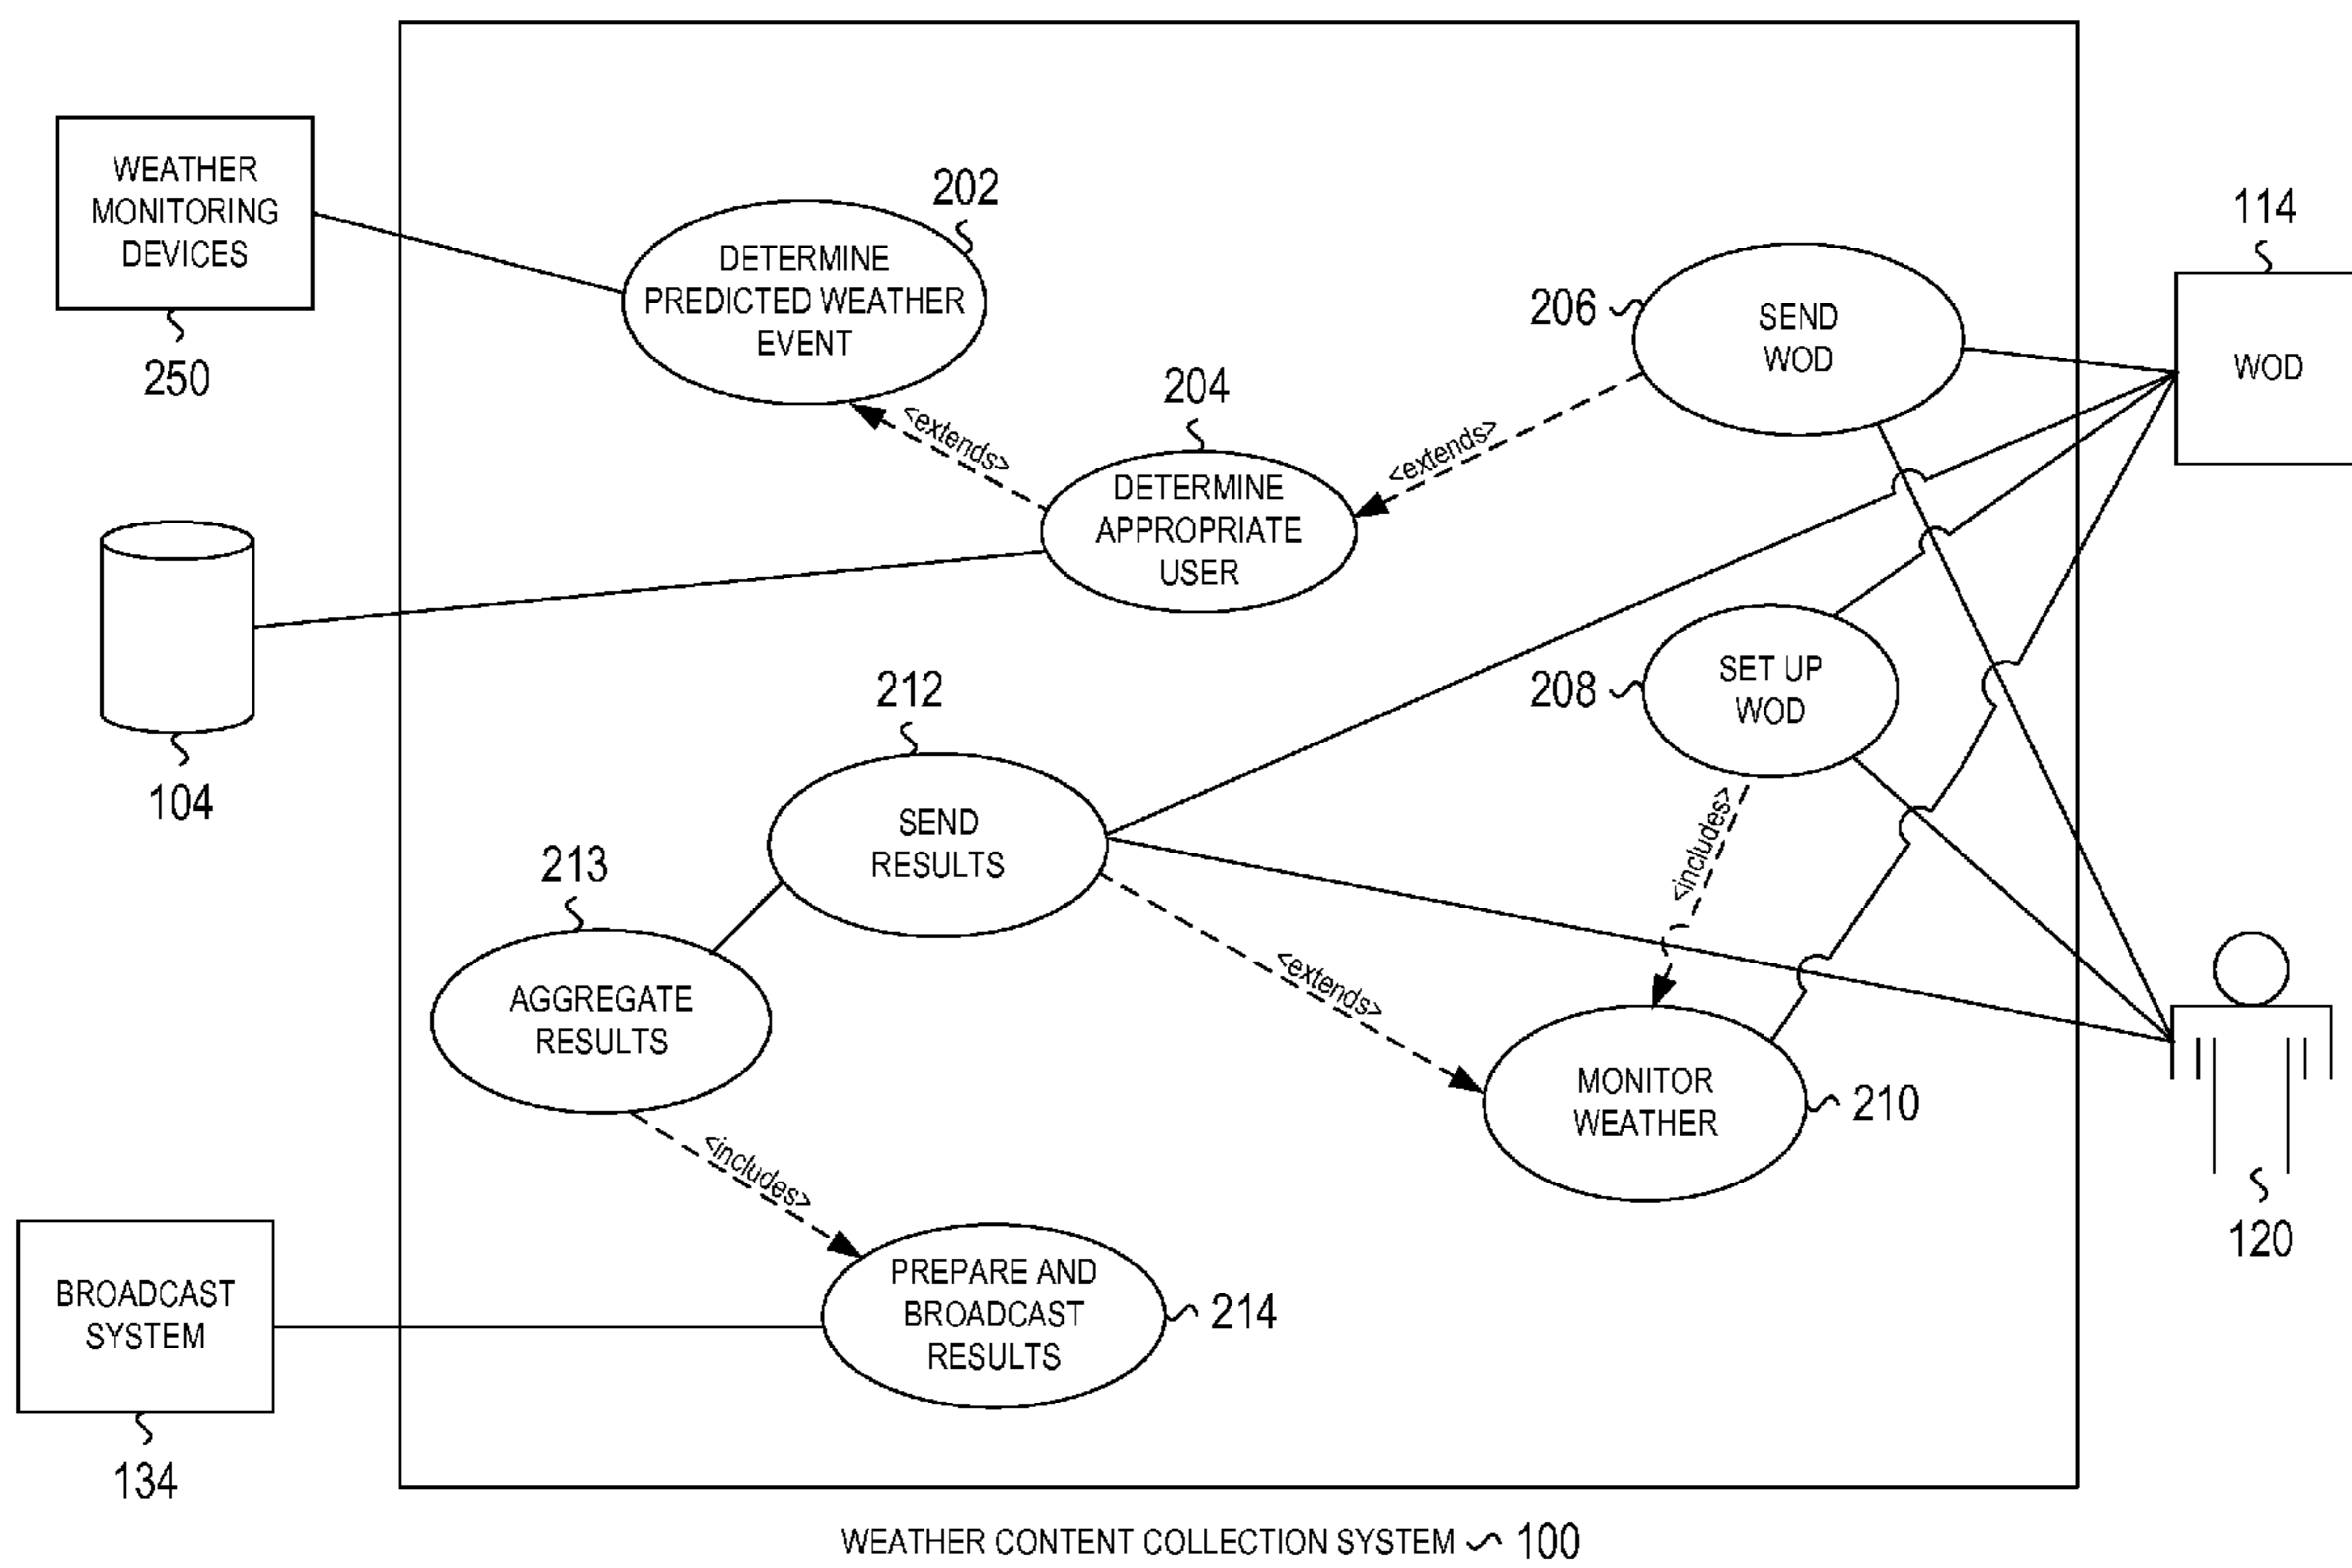 WEATHER
MONITORING
DEVICES
250
202
DETERMINE
PREDICTED WEATHER
EVENT
206
SEND
WOD
114
WOD
<extends>
204
DETERMINE
APPROPRIATE
USER
<extends>
104
208
SET UP
WOD
212
SEND
RESULTS
<includes>
213
AGGREGATE
RESULTS
<extends>
MONITOR
WEATHER
210
120
<includes>
BROADCAST
SYSTEM
134
PREPARE AND
BROADCAST
RESULTS
214
WEATHER CONTENT COLLECTION SYSTEM 100